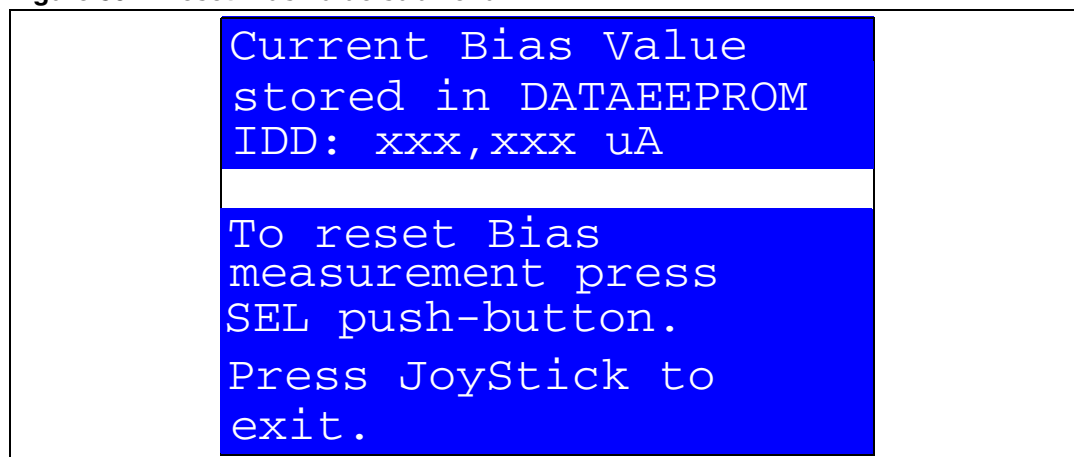 Current Bias Value
stored in DATAEEPROM
IDD: xxx,xxx uA
To reset Bias
measurement press
SEL push-button.
Press JoyStick to
exit.